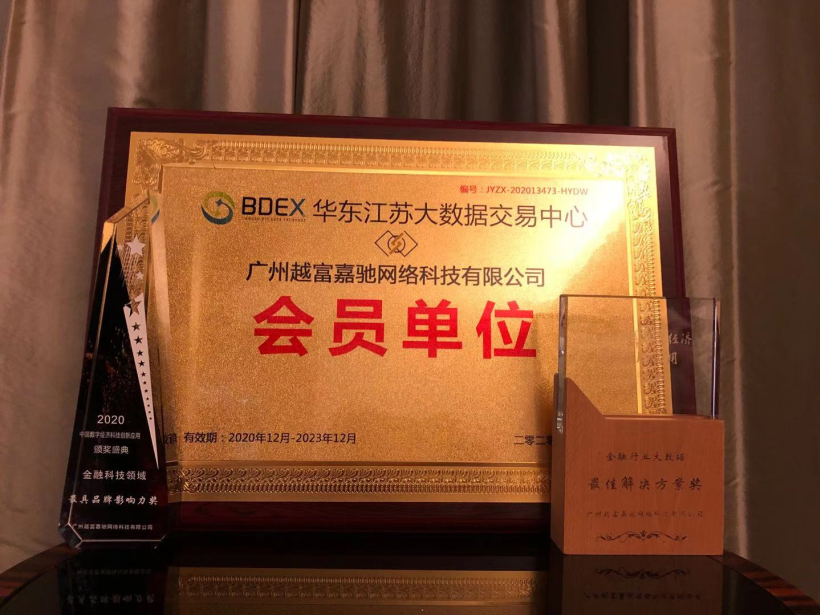 编号：JYZX-202013473-HYDW
BDEX 华东江苏大数据交易中心
广州越富嘉驰网络科技有限公司
会员单位
有效期：2020年12月-2023年12月
二零二
2020
中国数字经济科技创新应用
颁奖盛典
金融科技领域
最具品牌影响力奖
广州越富嘉驰网络科技有限公司
经济
用
金融行业大数据
最佳解决方案奖
广州越富嘉驰网络科技有限公司